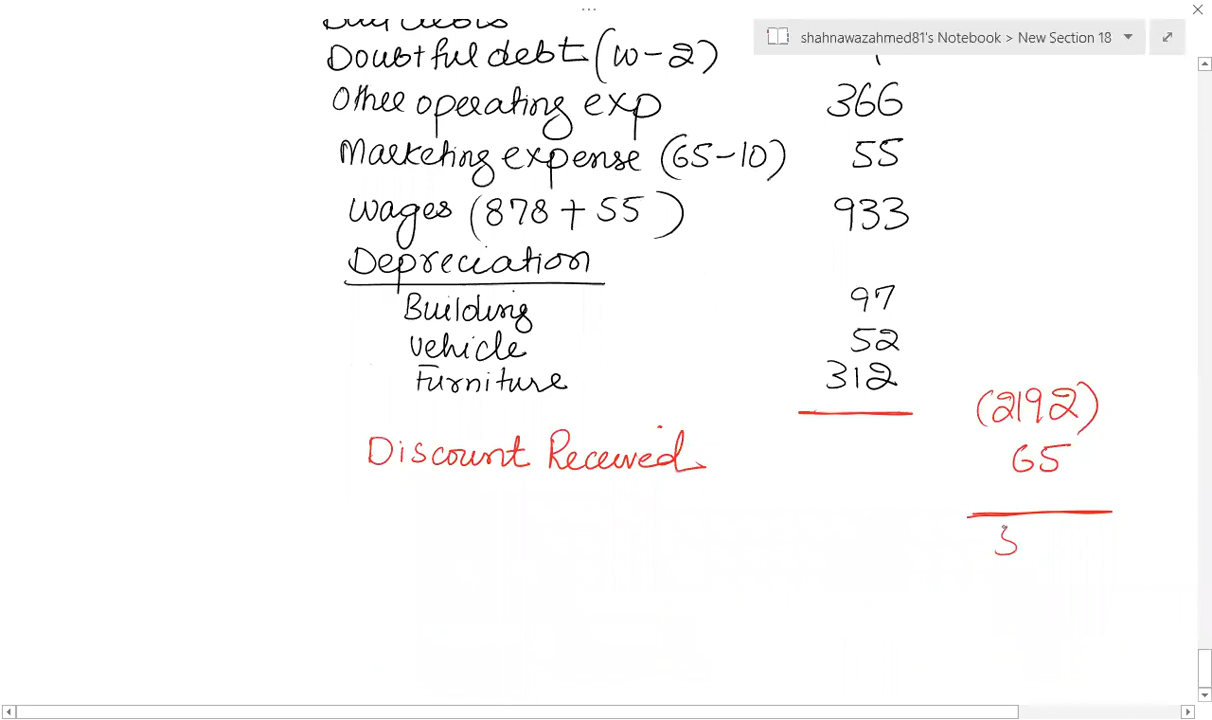 shahnawazahmed81's Notebook > New Section 18
Doubtful debt (W-2)
Other operating exp 366
Marketing expense (65-10) 55
Wages (878 + 55) 933
Depreciation
Building 97
Vehicle 52
Furniture 312
(2192)
Discount Received 65